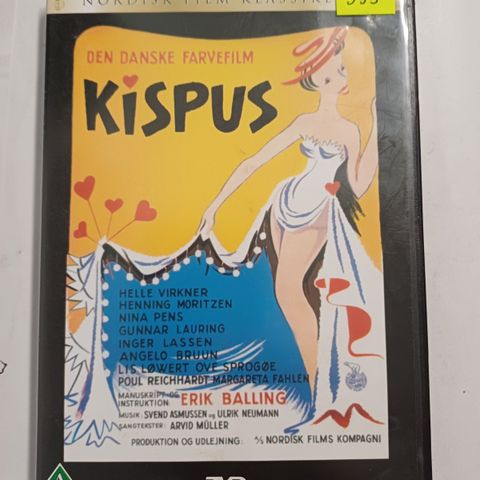 NORDISK FILM KLASSIKE
DEN DANSKE FARVEFILM
KiSPUS
HELLE VIRKNER
HENNING MORITZEN
NINA PENS
GUNNAR LAURING
INGER LASSEN
ANGELO BRUUN
LIS LØWERT OVE SPROGØE
POUL REICHHARDT MARGARETA FAHLEN
MANUSKRIPT OG
INSTRUKTION: ERIK BALLING
MUSIK: SVEND ASMUSSEN og ULRIK NEUMANN
SANGTEKSTER: ARVID MÜLLER
PRODUKTION OG UDLEJNING: A/S NORDISK FILMS KOMPAGNI
A